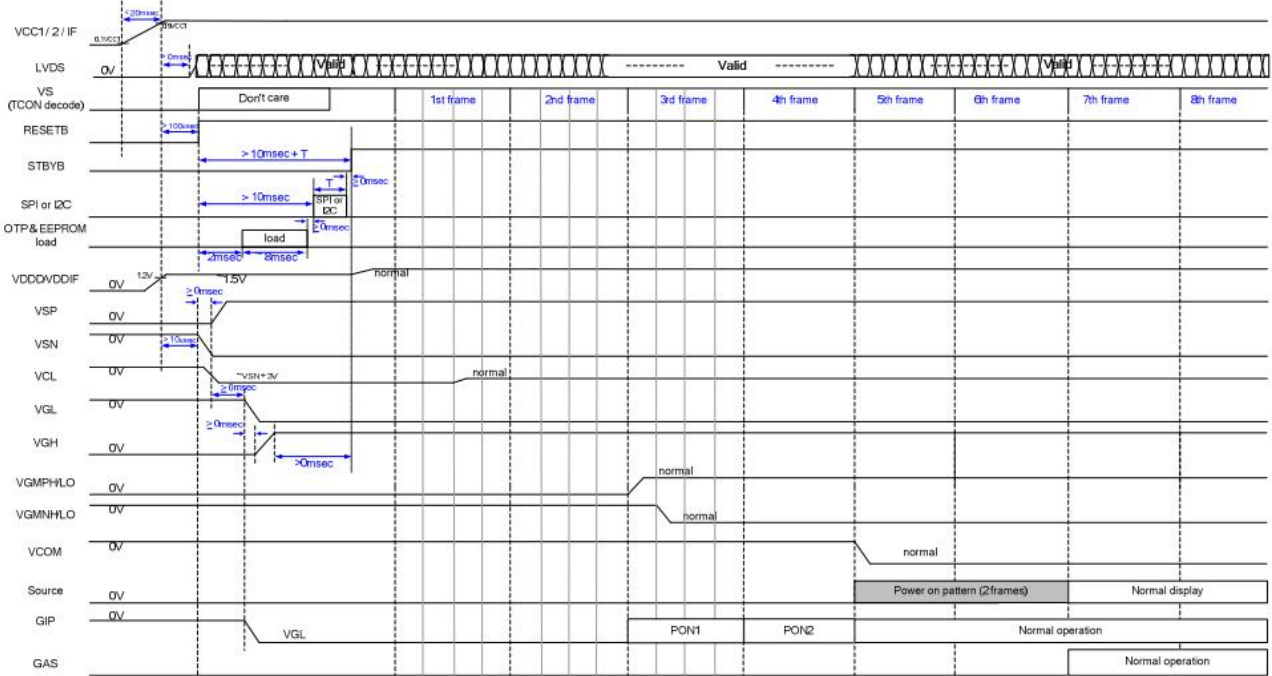 <20msec
VCC1 / 2 / IF
0.1VCC1
0.9VCC1
LVDS
0V
> 0msec
Valid
Valid
Valid
VS
(TCON decode)
Don't care
1st frame
2nd frame
3rd frame
4th frame
5th frame
6th frame
7th frame
8th frame
RESETB
> 100usec
STBYB
> 10msec + T
SPI or I2C
> 10msec
T
SPI or
I2C
≥ 0msec
≥ 0msec
OTP & EEPROM
load
load
2msec
~8msec
VDDD/VDDIF
0V
1.2V
~1.5V
normal
≥ 0msec
VSP
0V
VSN
0V
> 10usec
VCL
0V
~VSN+3V
normal
≥ 0msec
VGL
0V
≥ 0msec
VGH
0V
>0msec
VGMPH/LO
0V
normal
VGMNH/LO
0V
normal
VCOM
0V
normal
Source
0V
Power on pattern (2frames)
Normal display
GIP
0V
VGL
PON1
PON2
Normal operation
GAS
Normal operation